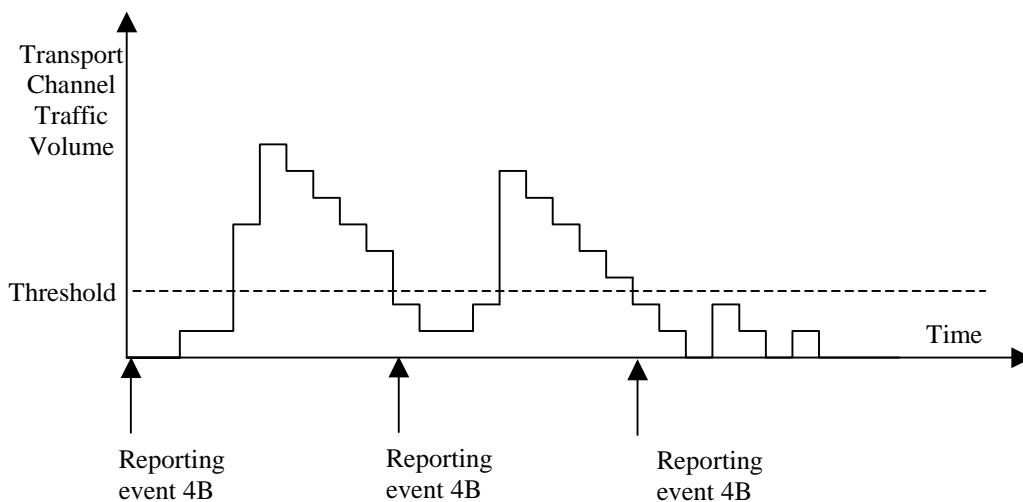 Transport
Channel
Traffic
Volume
Threshold
Time
Reporting
event 4B
Reporting
event 4B
Reporting
event 4B